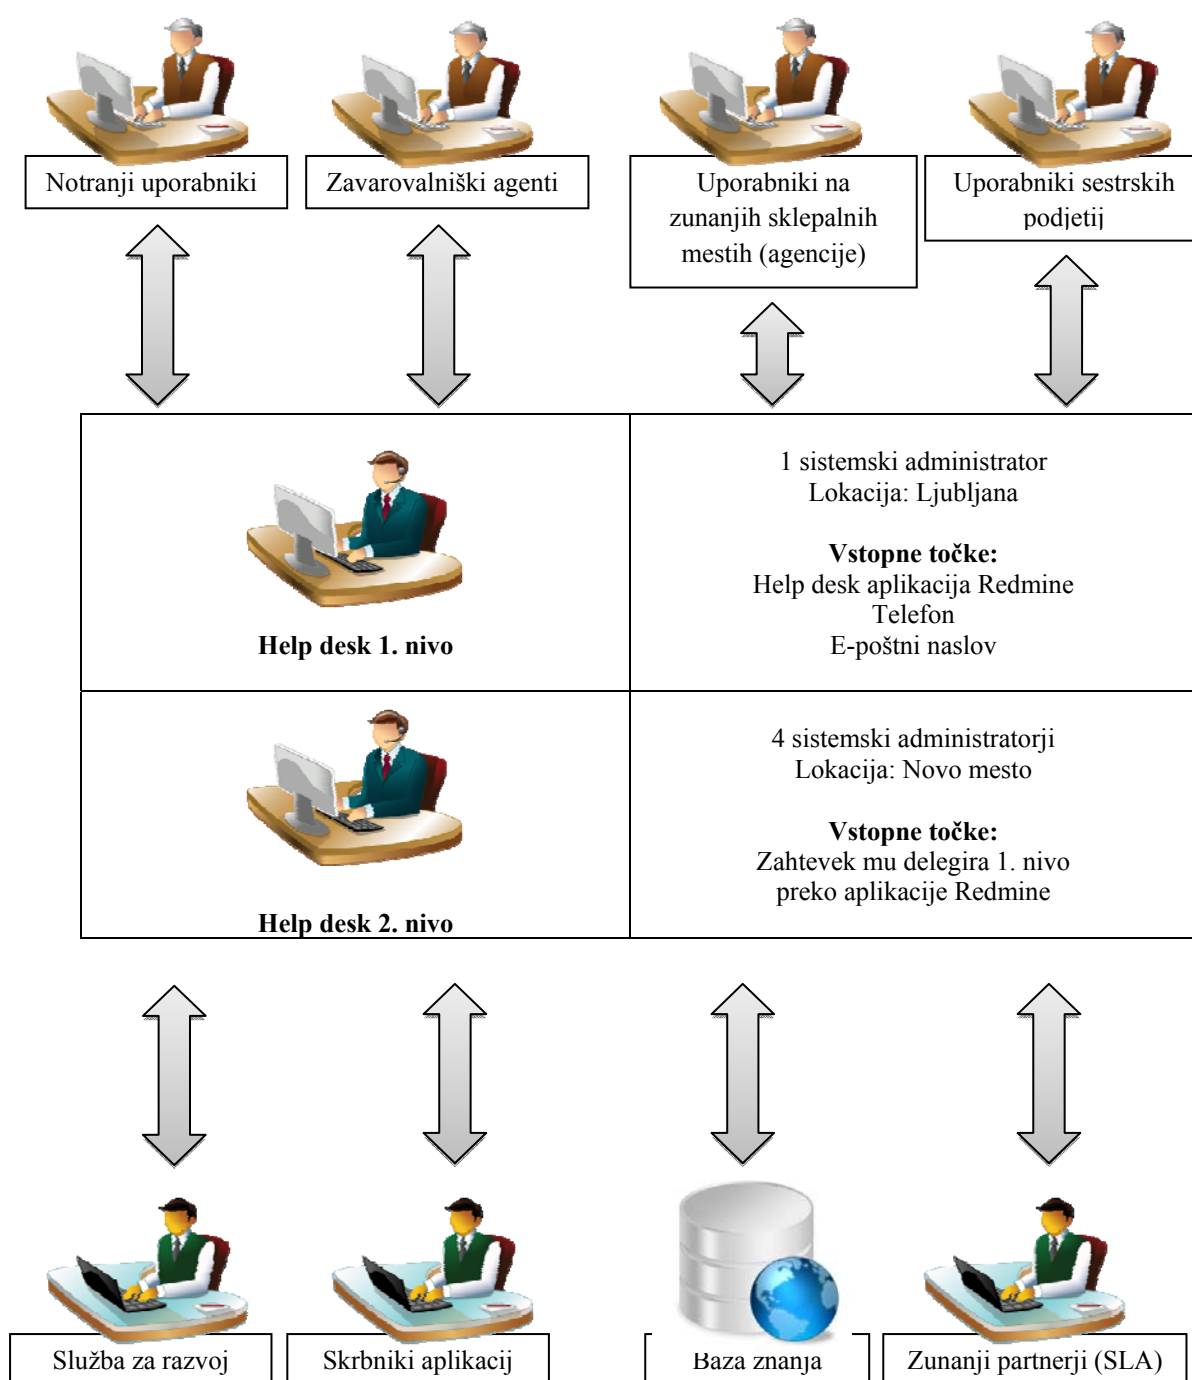 Notranji uporabniki
Zavarovalniški agenti
Uporabniki na
zunanjih sklepalnih
mestih (agencije)
Uporabniki sestrskih
podjetij
Help desk 1. nivo
1 sistemski administrator
Lokacija: Ljubljana
Vstopne točke:
Help desk aplikacija Redmine
Telefon
E-poštni naslov
Help desk 2. nivo
4 sistemski administratorji
Lokacija: Novo mesto
Vstopne točke:
Zahtevek mu delegira 1. nivo
preko aplikacije Redmine
Služba za razvoj
Skrbniki aplikacij
Baza znanja
Zunanji partnerji (SLA)